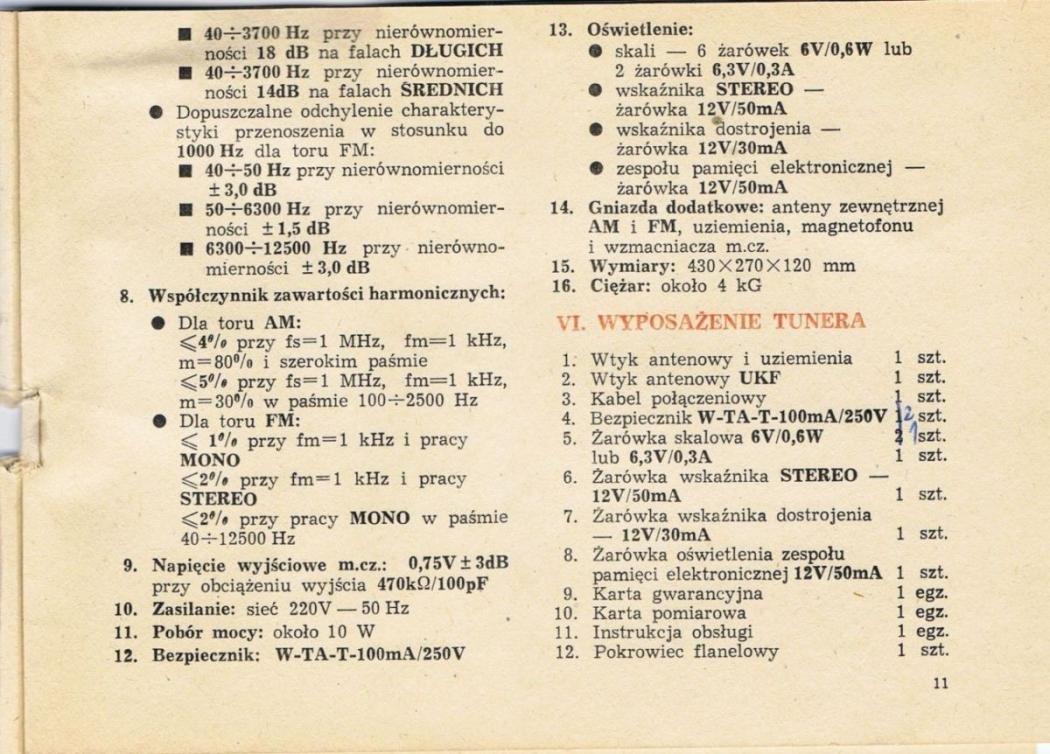 ■ 40÷3700 Hz przy nierównomier-
ności 18 dB na falach DŁUGICH
■ 40÷3700 Hz przy nierównomier-
ności 14dB na falach ŚREDNICH
● Dopuszczalne odchylenie charaktery-
styki przenoszenia w stosunku do
1000 Hz dla toru FM:
■ 40÷50 Hz przy nierównomierności
± 3,0 dB
■ 50÷6300 Hz przy nierównomier-
ności ± 1,5 dB
■ 6300÷12500 Hz przy nierówno-
mierności ± 3,0 dB
8. Współczynnik zawartości harmonicznych:
● Dla toru AM:
⩽4% przy fs=1 MHz, fm=1 kHz,
m=80% i szerokim paśmie
⩽5% przy fs=1 MHz, fm=1 kHz,
m=30% w paśmie 100÷2500 Hz
● Dla toru FM:
⩽ 1% przy fm=1 kHz i pracy
MONO
⩽2% przy fm=1 kHz i pracy
STEREO
⩽2% przy pracy MONO w paśmie
40÷12500 Hz
9. Napięcie wyjściowe m.cz.: 0,75V ± 3dB
przy obciążeniu wyjścia 470kΩ/100pF
10. Zasilanie: sieć 220V — 50 Hz
11. Pobór mocy: około 10 W
12. Bezpiecznik: W-TA-T-100mA/250V
13. Oświetlenie:
● skali — 6 żarówek 6V/0,6W lub
2 żarówki 6,3V/0,3A
● wskaźnika STEREO —
żarówka 12V/50mA
● wskaźnika dostrojenia —
żarówka 12V/30mA
● zespołu pamięci elektronicznej —
żarówka 12V/50mA
14. Gniazda dodatkowe: anteny zewnętrznej
AM i FM, uziemienia, magnetofonu
i wzmacniacza m.cz.
15. Wymiary: 430×270×120 mm
16. Ciężar: około 4 kG
VI. WYPOSAŻENIE TUNERA
1. Wtyk antenowy i uziemienia 1 szt.
2. Wtyk antenowy UKF 1 szt.
3. Kabel połączeniowy 1 szt.
4. Bezpiecznik W-TA-T-100mA/250V 2 szt.
5. Żarówka skalowa 6V/0,6W 2 1 szt.
lub 6,3V/0,3A 1 szt.
6. Żarówka wskaźnika STEREO —
12V/50mA 1 szt.
7. Żarówka wskaźnika dostrojenia
— 12V/30mA 1 szt.
8. Żarówka oświetlenia zespołu
pamięci elektronicznej 12V/50mA 1 szt.
9. Karta gwarancyjna 1 egz.
10. Karta pomiarowa 1 egz.
11. Instrukcja obsługi 1 egz.
12. Pokrowiec flanelowy 1 szt.
11